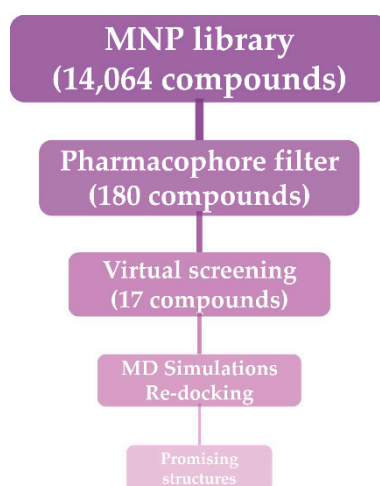 MNP library
(14,064 compounds)
Pharmacophore filter
(180 compounds)
Virtual screening
(17 compounds)
MD Simulations
Re-docking
Promising
structures